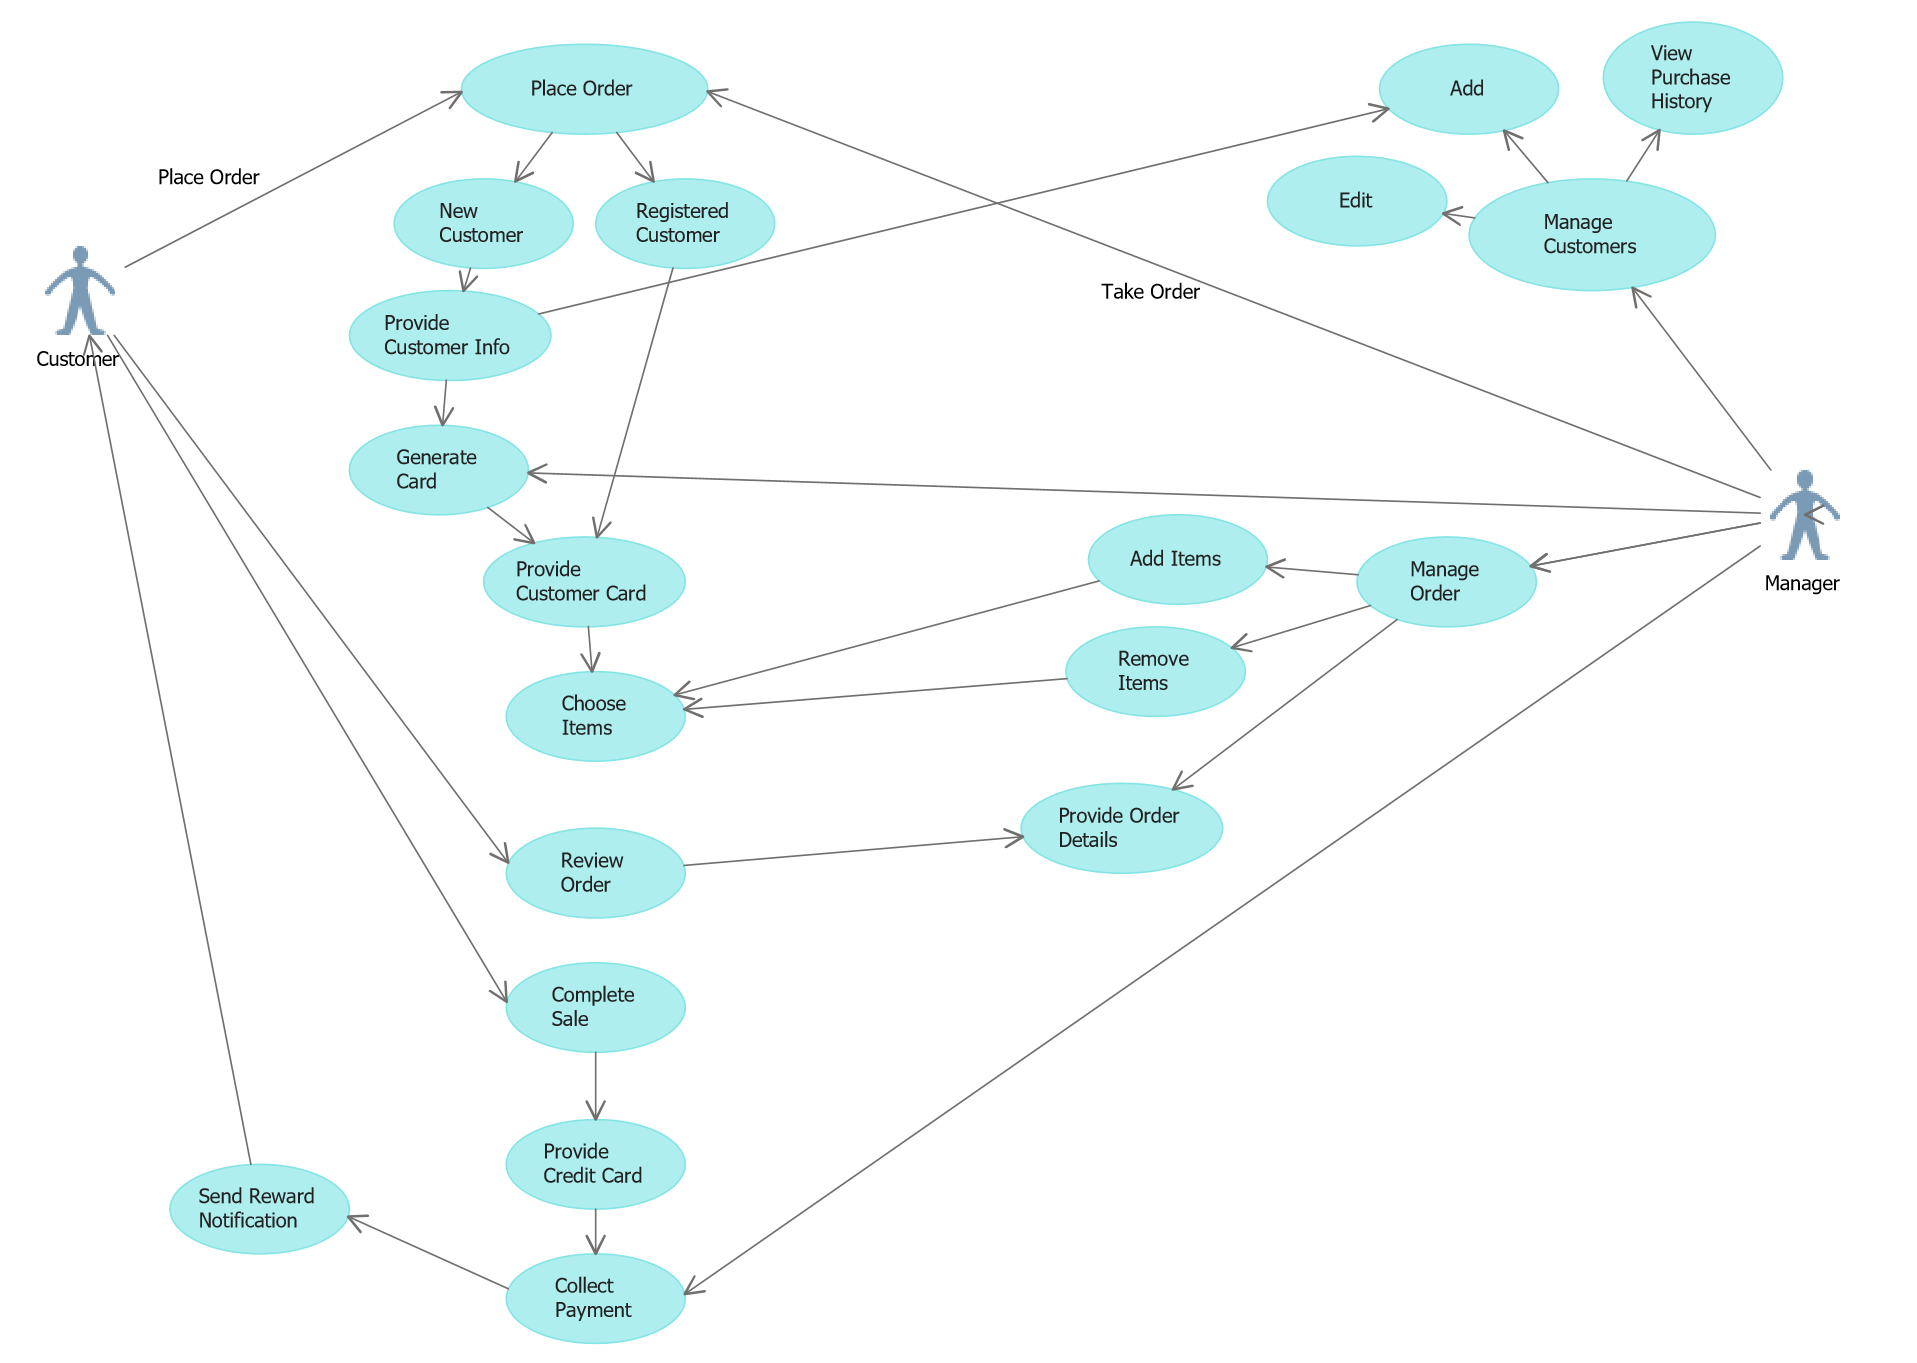 Place Order
Add
View
Purchase
History
Place Order
New
Customer
Registered
Customer
Edit
Manage
Customers
Take Order
Customer
Provide
Customer Info
Generate
Card
Provide
Customer Card
Add Items
Manage
Order
Manager
Remove
Items
Choose
Items
Provide Order
Details
Review
Order
Complete
Sale
Provide
Credit Card
Send Reward
Notification
Collect
Payment